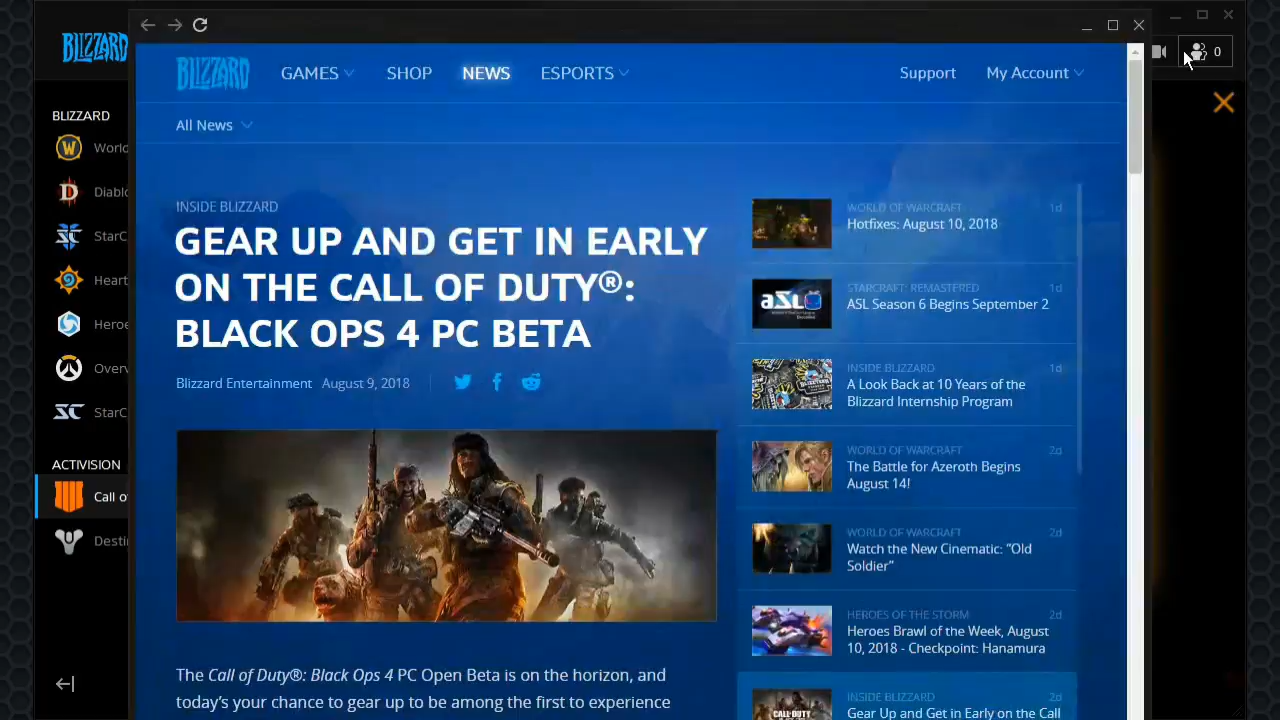 BLIZZARD
0
BLIZZARD
World
Diablo
StarC
Heart
Heroe
Overv
StarC
ACTIVISION
Call o
Destin
BLIZZARD
GAMES
SHOP
NEWS
ESPORTS
Support
My Account
All News
INSIDE BLIZZARD
GEAR UP AND GET IN EARLY
ON THE CALL OF DUTY®:
BLACK OPS 4 PC BETA
Blizzard Entertainment August 9, 2018
The Call of Duty®: Black Ops 4 PC Open Beta is on the horizon, and
today's your chance to gear up to be among the first to experience
WORLD OF WARCRAFT 1d
Hotfixes: August 10, 2018
aSL
STARCRAFT: REMASTERED 1d
ASL Season 6 Begins September 2
INSIDE BLIZZARD 1d
A Look Back at 10 Years of the
Blizzard Internship Program
WORLD OF WARCRAFT 2d
The Battle for Azeroth Begins
August 14!
WORLD OF WARCRAFT 2d
Watch the New Cinematic: “Old
Soldier”
HEROES OF THE STORM 2d
Heroes Brawl of the Week, August
10, 2018 - Checkpoint: Hanamura
CALL OF DUTY
INSIDE BLIZZARD 2d
Gear Up and Get in Early on the Call